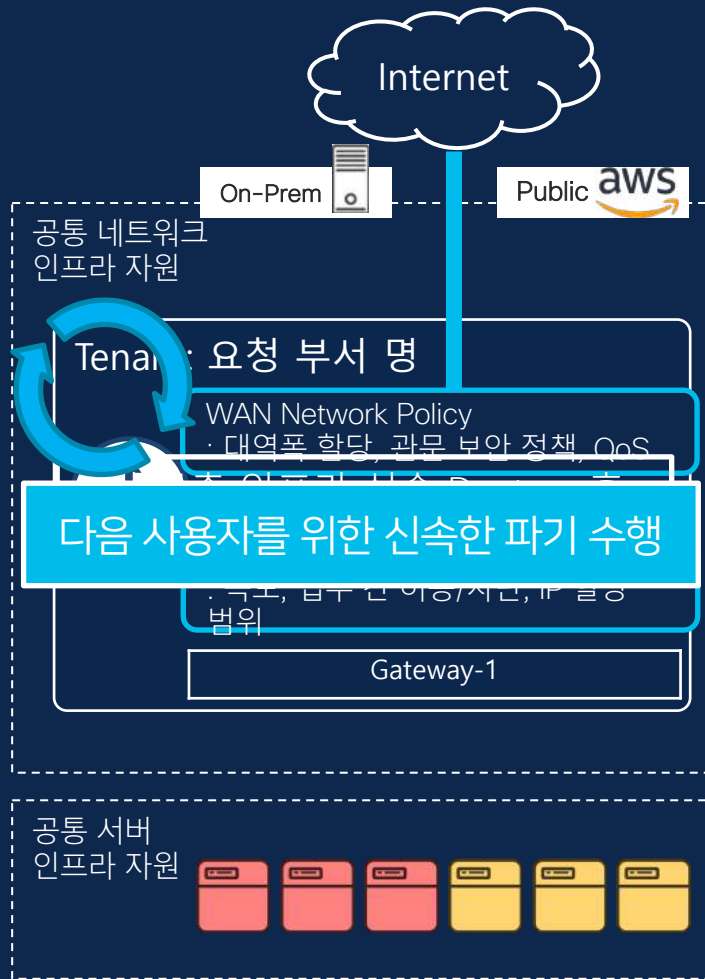 Internet
On-Prem
Public aws
공통 네트워크
인프라 자원
: 요청 부서 명
WAN Network Policy
: 대역폭 할당, 관문 보안 정책, QoS
다음 사용자를 위한 신속한 파기 수행
범위
Gateway-1
공통 서버
인프라 자원